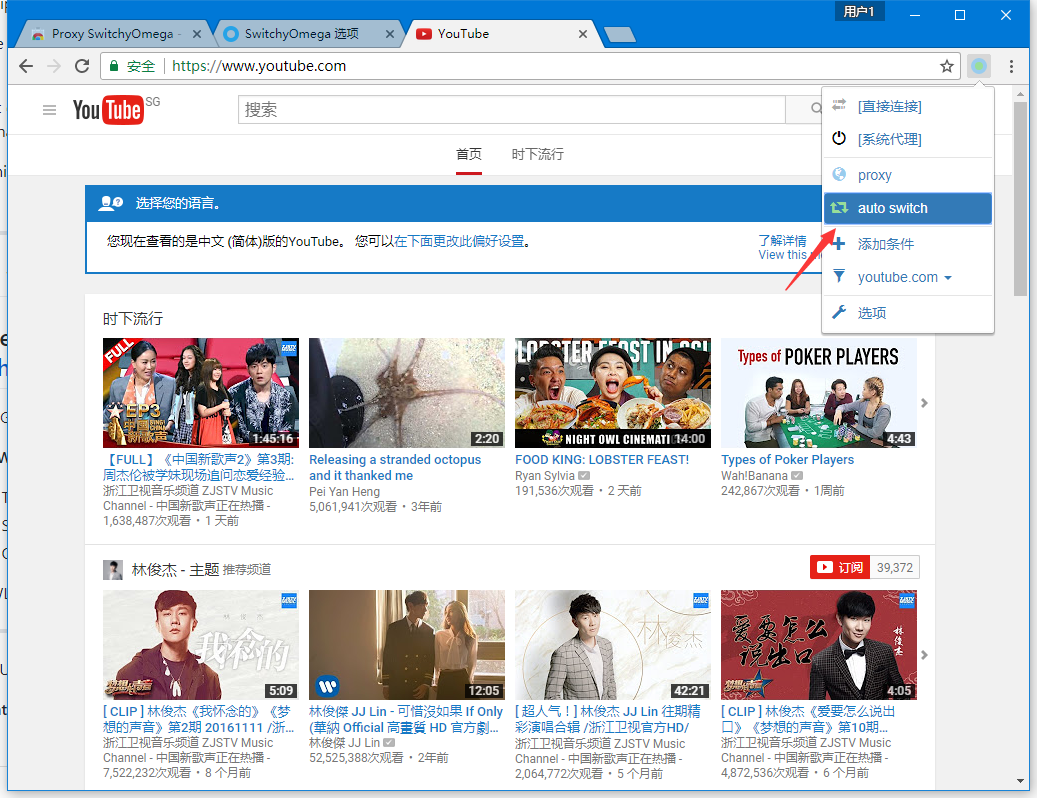 用户1
Proxy SwitchyOmega -
SwitchyOmega 选项
YouTube
安全
https://www.youtube.com
YouTube SG
搜索
首页
时下流行
选择您的语言。
您现在查看的是中文 (简体)版的YouTube。 您可以在下面更改此偏好设置。
了解详情
View this
[直接连接]
[系统代理]
proxy
auto switch
添加条件
youtube.com
选项
时下流行
FULL
EP3
中国新歌声
1:45:16
2:20
LOBSTER FEAST IN
NIGHT OWL CINEMATI
14:00
Types of POKER PLAYERS
4:43
【FULL】《中国新歌声2》第3期:
周杰伦被学妹现场追问恋爱经验...
浙江卫视音乐频道 ZJSTV Music
Channel - 中国新歌声正在热播 -
1,638,487次观看 • 1 天前
Releasing a stranded octopus
and it thanked me
Pei Yan Heng
5,061,941次观看 • 3年前
FOOD KING: LOBSTER FEAST!
Ryan Sylvia
191,536次观看 • 2 天前
Types of Poker Players
Wah!Banana
242,867次观看 • 1周前
林俊杰 - 主题 推荐频道
订阅
39,372
林俊杰
我怀念的
梦想的声音
5:09
12:05
林俊杰
42:21
爱要怎么
说出口
林俊杰
梦想的声音
4:05
[ CLIP ] 林俊杰《我怀念的》《梦
想的声音》第2期 20161111 /浙...
浙江卫视音乐频道 ZJSTV Music
Channel - 中国新歌声正在热播 -
7,522,232次观看 • 8 个月前
林俊傑 JJ Lin - 可惜沒如果 If Only
(華納 Official 高畫質 HD 官方劇...
林俊傑 JJ Lin
52,525,388次观看 • 2年前
[ 超人气！] 林俊杰 JJ Lin 往期精
彩演唱合辑 /浙江卫视官方HD/
浙江卫视音乐频道 ZJSTV Music
Channel - 中国新歌声正在热播 -
2,064,772次观看 • 5 个月前
[ CLIP ] 林俊杰《爱要怎么说出
口》《梦想的声音》第10期...
浙江卫视音乐频道 ZJSTV Music
Channel - 中国新歌声正在热播 -
4,872,536次观看 • 6 个月前